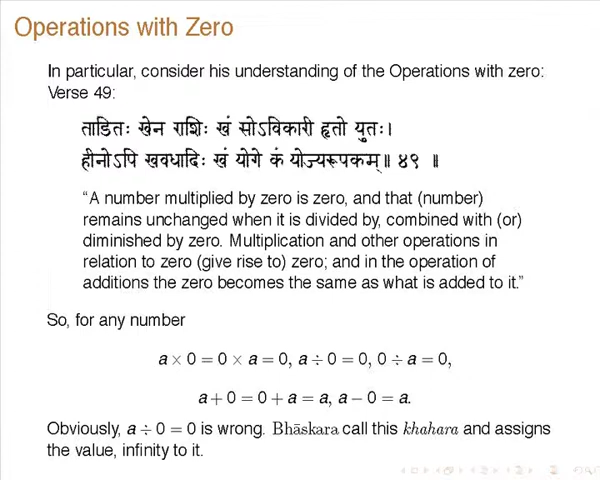 Operations with Zero
In particular, consider his understanding of the Operations with zero:
Verse 49:
ताडितः खेन राशिः खं सोऽविकारी हृतो युतः।
हीनोऽपि खवधादिः खं योगे कं योज्यरूपकम्॥ ४९ ॥
“A number multiplied by zero is zero, and that (number)
remains unchanged when it is divided by, combined with (or)
diminished by zero. Multiplication and other operations in
relation to zero (give rise to) zero; and in the operation of
additions the zero becomes the same as what is added to it.”
So, for any number
a × 0 = 0 × a = 0, a ÷ 0 = 0, 0 ÷ a = 0,
a + 0 = 0 + a = a, a − 0 = a.
Obviously, a ÷ 0 = 0 is wrong. Bhāskara call this khahara and assigns
the value, infinity to it.